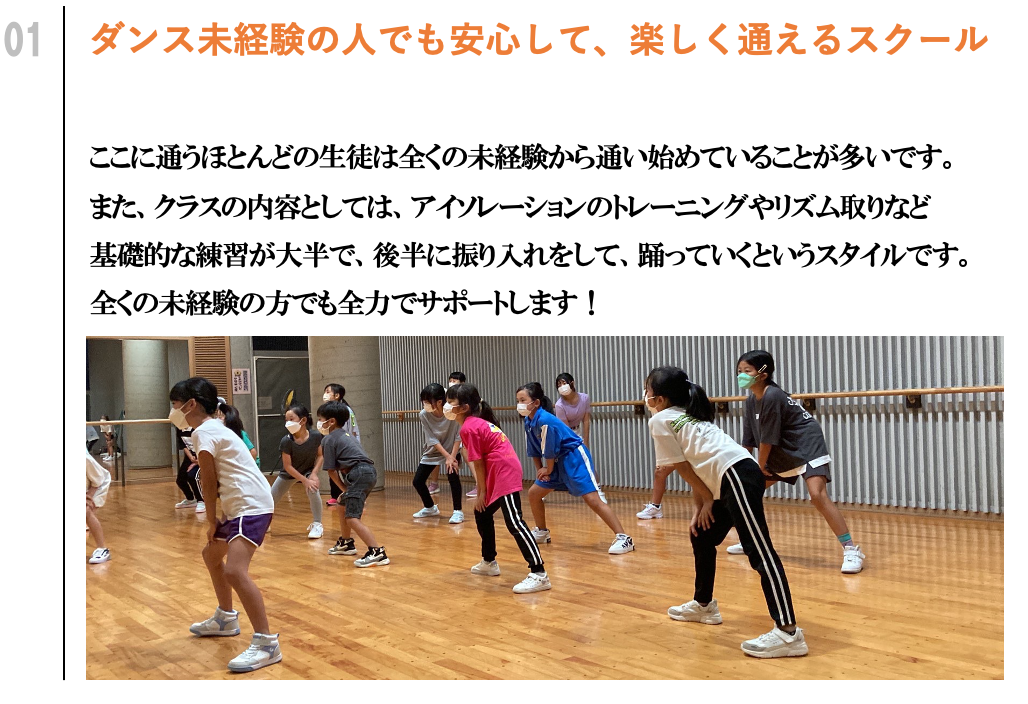 01
ダンス未経験の人でも安心して、楽しく通えるスクール
ここに通うほとんどの生徒は全くの未経験から通い始めていることが多いです。
また、クラスの内容としては、アイソレーションのトレーニングやリズム取りなど
基礎的な練習が大半で、後半に振り入れをして、踊っていくというスタイルです。
全くの未経験の方でも全力でサポートします！